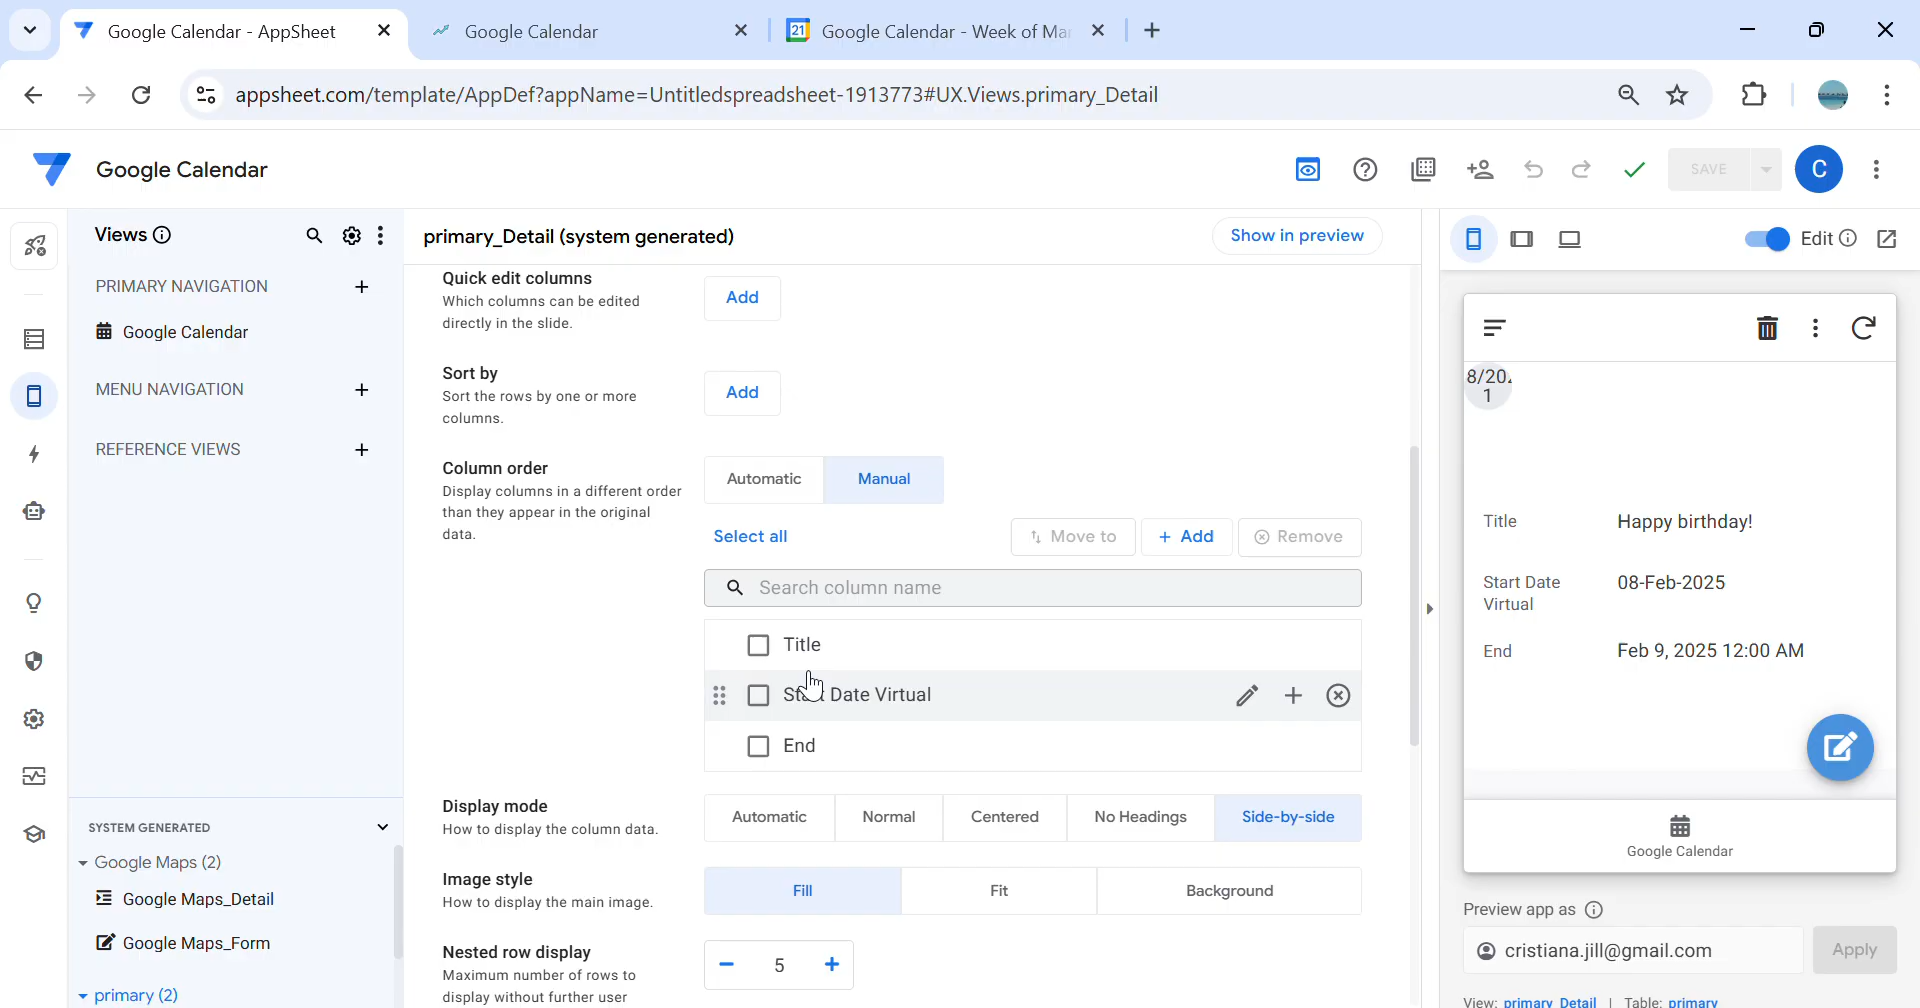 Google Calendar - AppSheet
Google Calendar
21
Google Calendar - Week of Ma
appsheet.com/template/AppDef?appName=Untitledspreadsheet-1913773#UX.Views.primary_Detail
Google Calendar
SAVE
C
Views
PRIMARY NAVIGATION
Google Calendar
MENU NAVIGATION
REFERENCE VIEWS
SYSTEM GENERATED
Google Maps (2)
Google Maps_Detail
Google Maps_Form
primary (2)
primary_Detail (system generated)
Show in preview
Quick edit columns
Which columns can be edited
directly in the slide.
Add
Sort by
Sort the rows by one or more
columns.
Add
Column order
Display columns in a different order
than they appear in the original
data.
Automatic
Manual
Select all
Move to
+ Add
Remove
Search column name
Title
Start Date Virtual
End
Display mode
How to display the column data.
Automatic
Normal
Centered
No Headings
Side-by-side
Image style
How to display the main image.
Fill
Fit
Background
Nested row display
Maximum number of rows to
display without further user
5
Edit
8/20
1
Title
Happy birthday!
Start Date
Virtual
08-Feb-2025
End
Feb 9, 2025 12:00 AM
Google Calendar
Preview app as
cristiana.jill@gmail.com
Apply
View: primary_Detail | Table: primary